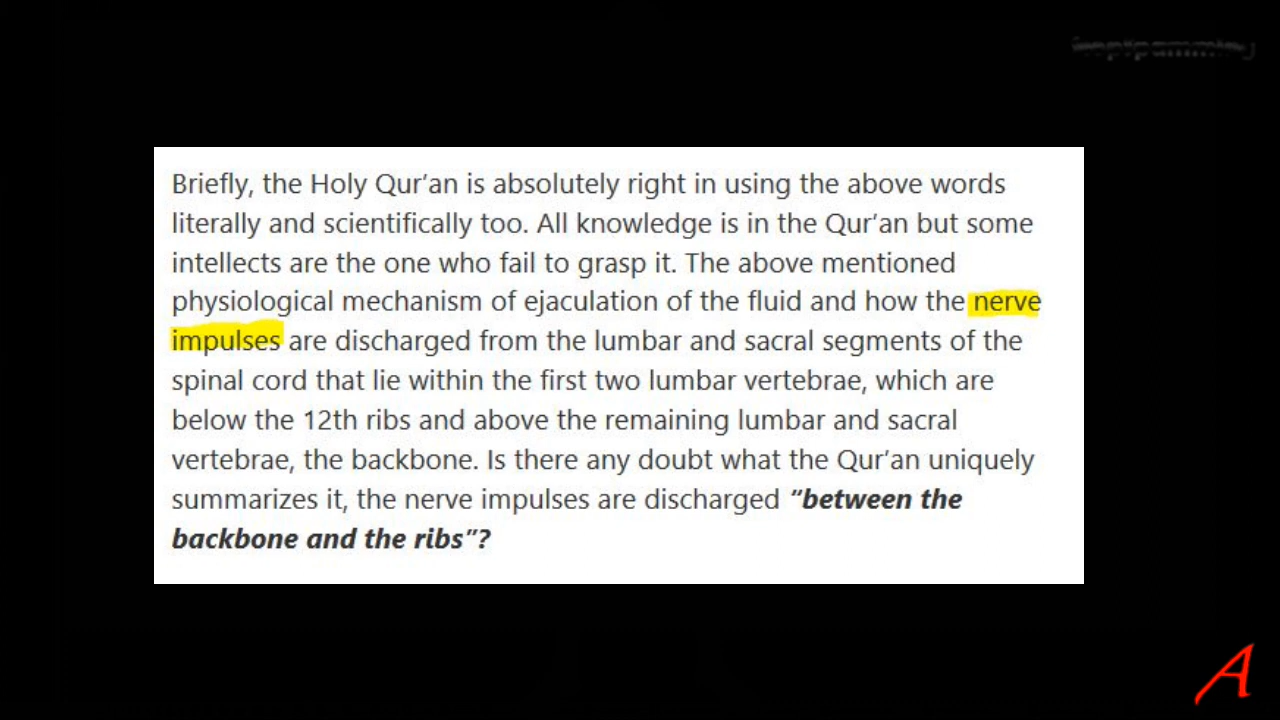 Briefly, the Holy Qur’an is absolutely right in using the above words
literally and scientifically too. All knowledge is in the Qur’an but some
intellects are the one who fail to grasp it. The above mentioned
physiological mechanism of ejaculation of the fluid and how the nerve
impulses are discharged from the lumbar and sacral segments of the
spinal cord that lie within the first two lumbar vertebrae, which are
below the 12th ribs and above the remaining lumbar and sacral
vertebrae, the backbone. Is there any doubt what the Qur’an uniquely
summarizes it, the nerve impulses are discharged “between the
backbone and the ribs”?
A